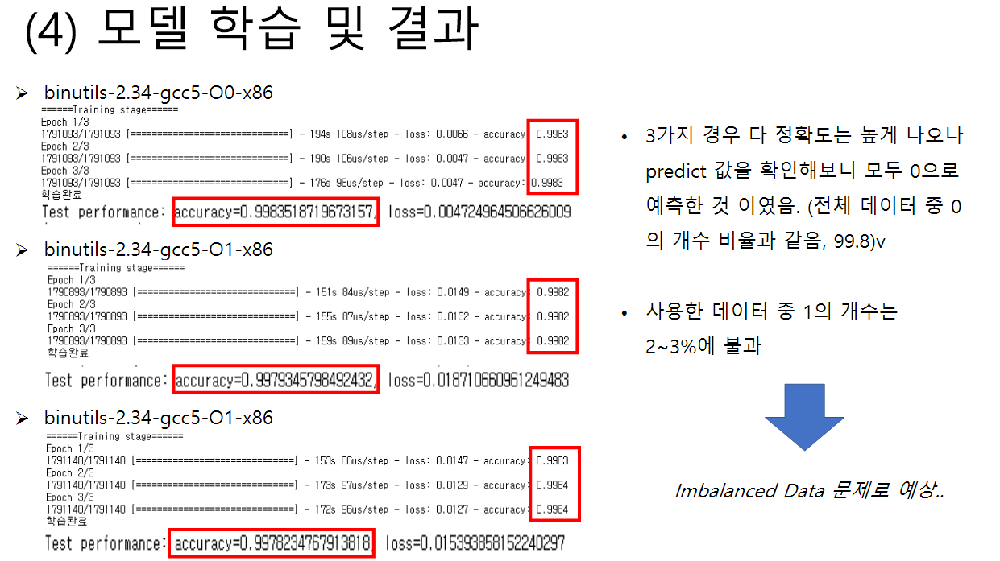 (4) 모델 학습 및 결과
➢ binutils-2.34-gcc5-O0-x86
======Training stage======
Epoch 1/3
1791093/1791093 [==============================] - 194s 108us/step - loss: 0.0066 - accuracy: 0.9983
Epoch 2/3
1791093/1791093 [==============================] - 190s 106us/step - loss: 0.0047 - accuracy: 0.9983
Epoch 3/3
1791093/1791093 [==============================] - 176s 98us/step - loss: 0.0047 - accuracy: 0.9983
학습완료
Test performance: accuracy=0.9983518719673157, loss=0.004724964506626009
➢ binutils-2.34-gcc5-O1-x86
======Training stage======
Epoch 1/3
1790893/1790893 [==============================] - 151s 84us/step - loss: 0.0149 - accuracy: 0.9982
Epoch 2/3
1790893/1790893 [==============================] - 155s 87us/step - loss: 0.0132 - accuracy: 0.9982
Epoch 3/3
1790893/1790893 [==============================] - 159s 89us/step - loss: 0.0133 - accuracy: 0.9982
학습완료
Test performance: accuracy=0.9979345798492432, loss=0.018710660961249483
➢ binutils-2.34-gcc5-O1-x86
======Training stage======
Epoch 1/3
1791140/1791140 [==============================] - 153s 86us/step - loss: 0.0147 - accuracy: 0.9983
Epoch 2/3
1791140/1791140 [==============================] - 173s 97us/step - loss: 0.0129 - accuracy: 0.9984
Epoch 3/3
1791140/1791140 [==============================] - 172s 96us/step - loss: 0.0127 - accuracy: 0.9984
학습완료
Test performance: accuracy=0.9978234767913818, loss=0.015393858152240297
• 3가지 경우 다 정확도는 높게 나오나
predict 값을 확인해보니 모두 0으로
예측한 것 이였음. (전체 데이터 중 0
의 개수 비율과 같음, 99.8)v
• 사용한 데이터 중 1의 개수는
2~3%에 불과
Imbalanced Data 문제로 예상..